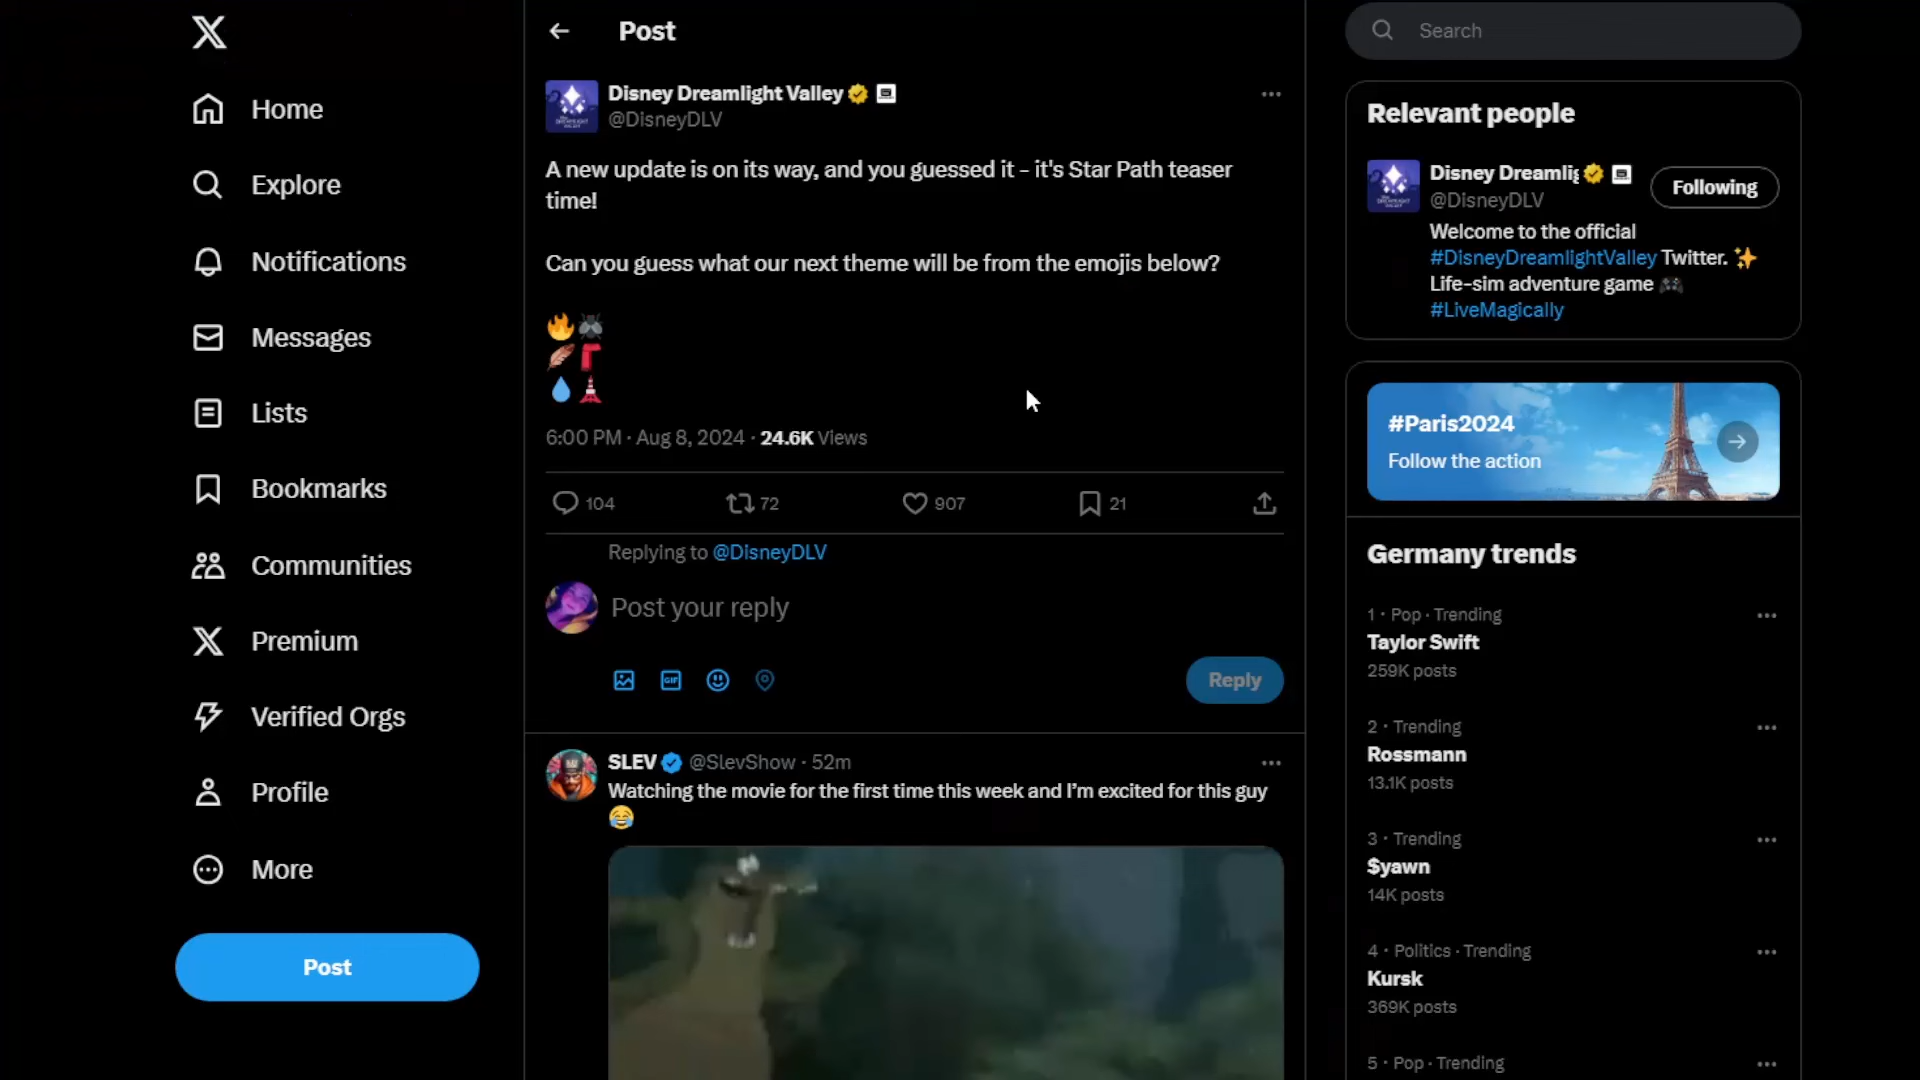 Home
Explore
Notifications
Messages
Lists
Bookmarks
Communities
Premium
Verified Orgs
Profile
More
Post
Post
Disney Dreamlight Valley
@DisneyDLV
A new update is on its way, and you guessed it – it's Star Path teaser
time!
Can you guess what our next theme will be from the emojis below?
🔥🪰
🪶🧣
💧🗼
6:00 PM · Aug 8, 2024 · 24.6K Views
104 72 907 21
Replying to @DisneyDLV
Post your reply
GIF
Reply
SLEV @SlevShow · 52m
Watching the movie for the first time this week and I'm excited for this guy
😂
Search
Relevant people
Disney Dreamlig
Following
@DisneyDLV
Welcome to the official
#DisneyDreamlightValley Twitter. ✨
Life-sim adventure game 🎮
#LiveMagically
#Paris2024
Follow the action
Germany trends
1 · Pop · Trending
Taylor Swift
259K posts
2 · Trending
Rossmann
13.1K posts
3 · Trending
$yawn
14K posts
4 · Politics · Trending
Kursk
369K posts
5 · Pop · Trending